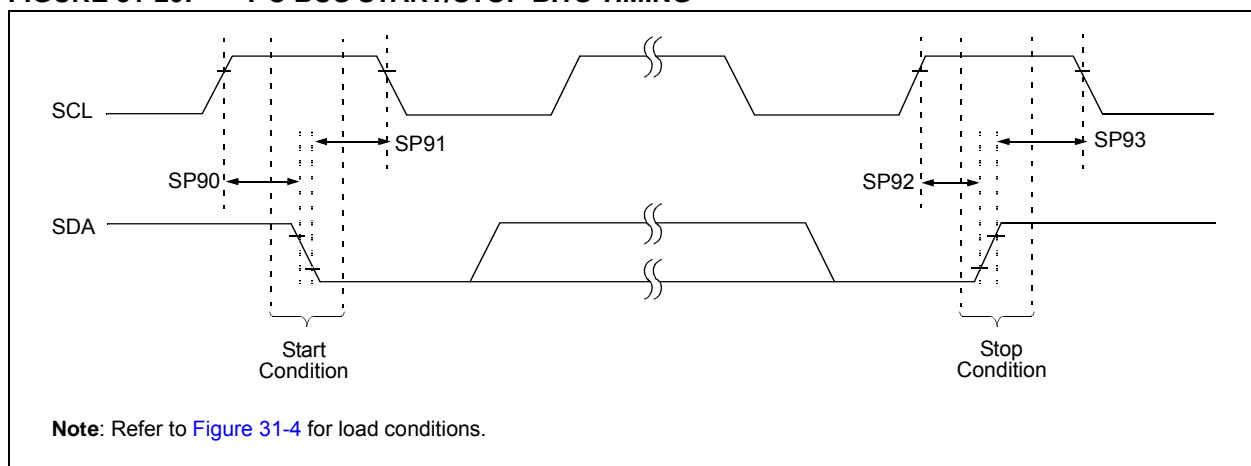 SCL
SP91
SP93
SP90
SP92
SDA
Start
Condition
Stop
Condition
Note: Refer to Figure 31-4 for load conditions.